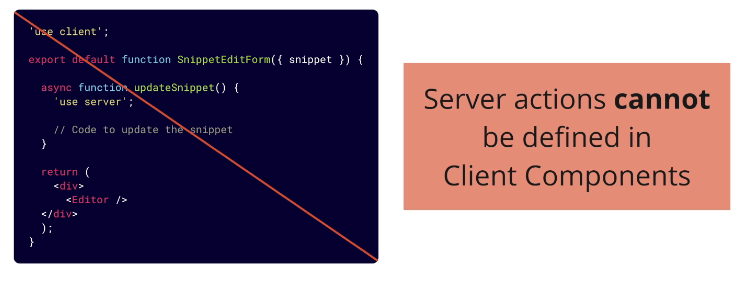 'use client';
export default function SnippetEditForm({ snippet }) {
async function updateSnippet() {
'use server';
// Code to update the snippet
}
return (
<div>
<Editor />
</div>
);
}
Server actions cannot
be defined in
Client Components